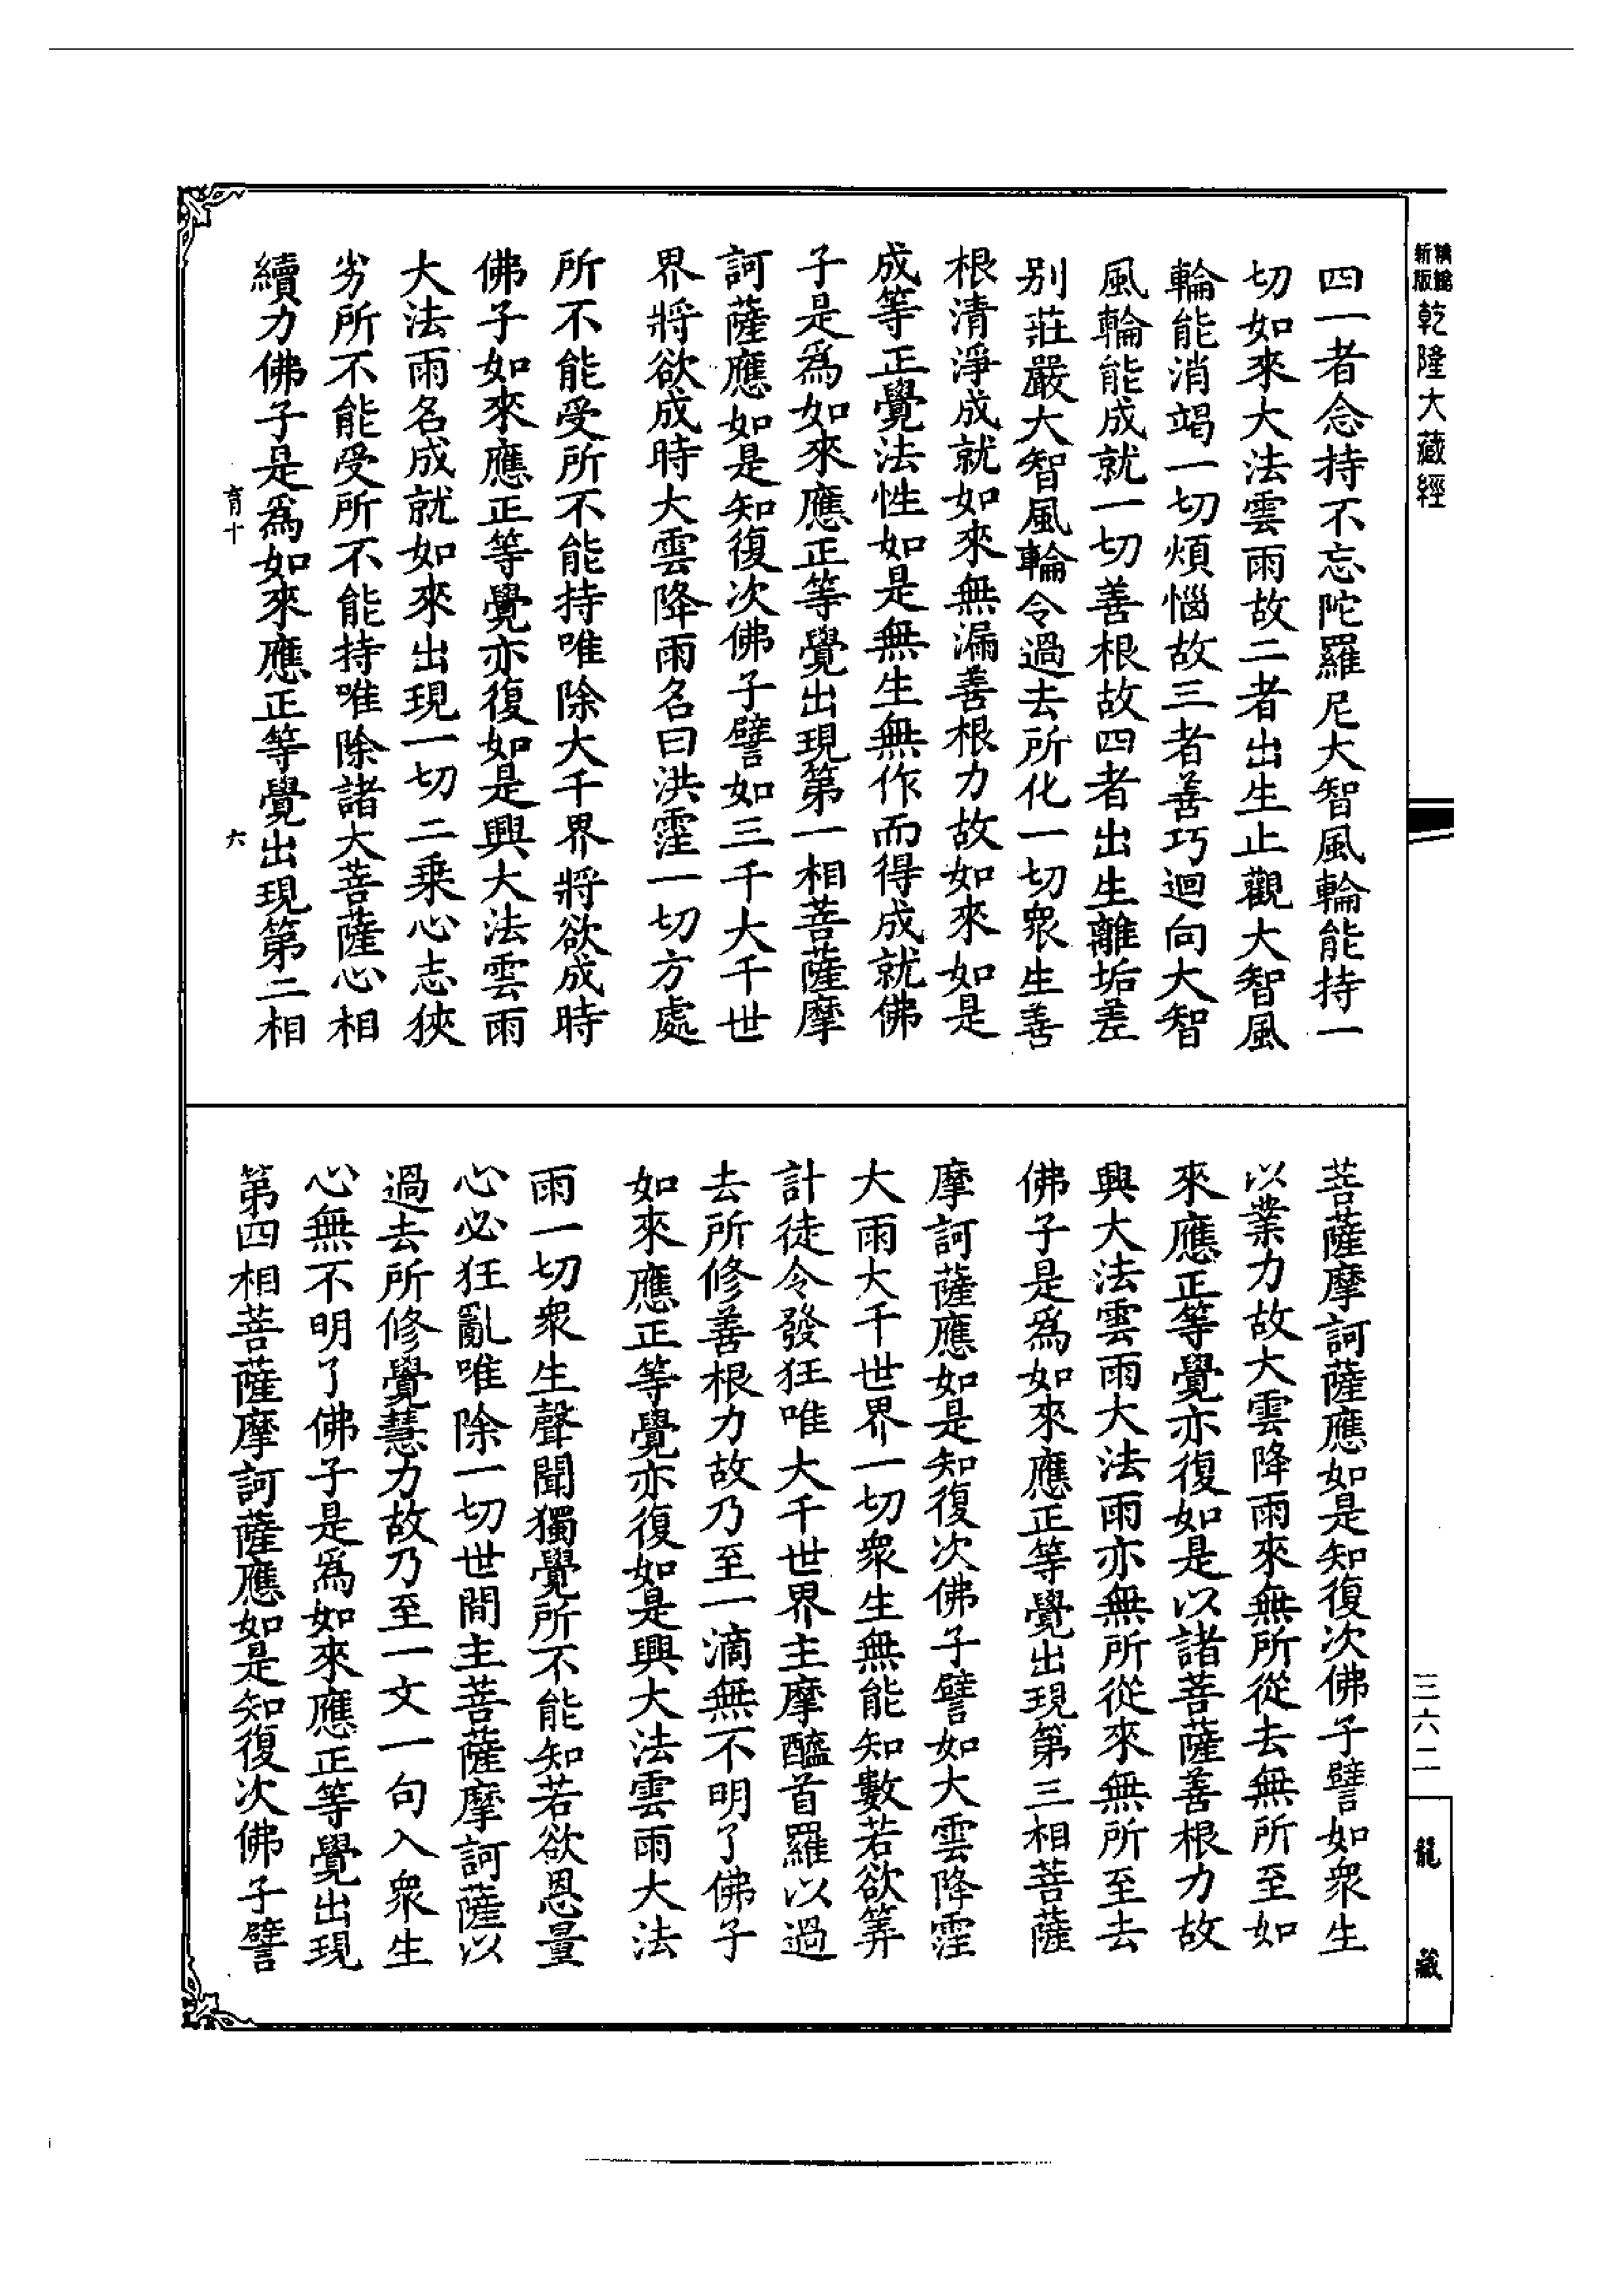 新版
乾隆大藏經
四一者念持不忘陀羅尼大智風輪能持一
切如來大法雲雨故二者出生止觀大智風
輪能消竭一切煩惱故三者善巧迴向大智
風輪能成就一切善根故四者出生離垢差
別莊嚴大智風輪令過去所化一切衆生善
根清淨成就如來無漏善根力故如來如是
成等正覺法性如是無生無作而得成就佛
子是爲如來應正等覺出現第一相菩薩摩
訶薩應如是知復次佛子譬如三千大千世
界將欲成時大雲降雨名曰洪霔一切方處
所不能受所不能持唯除大千界將欲成時
佛子如來應正等覺亦復如是興大法雲雨
大法雨名成就如來出現一切二乘心志狹
劣所不能受所不能持唯除諸大菩薩心相
續力佛子是爲如來應正等覺出現第二相
育十
六
菩薩摩訶薩應如是知復次佛子譬如衆生
以業力故大雲降雨來無所從去無所至如
來應正等覺亦復如是以諸菩薩善根力故
興大法雲雨大法雨亦無所從來無所至去
佛子是爲如來應正等覺出現第三相菩薩
摩訶薩應如是知復次佛子譬如大雲降霔
大雨大千世界一切衆生無能知數若欲筭
計徒令發狂唯大千世界主摩醯首羅以過
去所修善根力故乃至一滴無不明了佛子
如來應正等覺亦復如是興大法雲雨大法
雨一切衆生聲聞獨覺所不能知若欲思量
心必狂亂唯除一切世間主菩薩摩訶薩以
過去所修覺慧力故乃至一文一句入衆生
心無不明了佛子是爲如來應正等覺出現
第四相菩薩摩訶薩應如是知復次佛子譬
三六二
龍藏